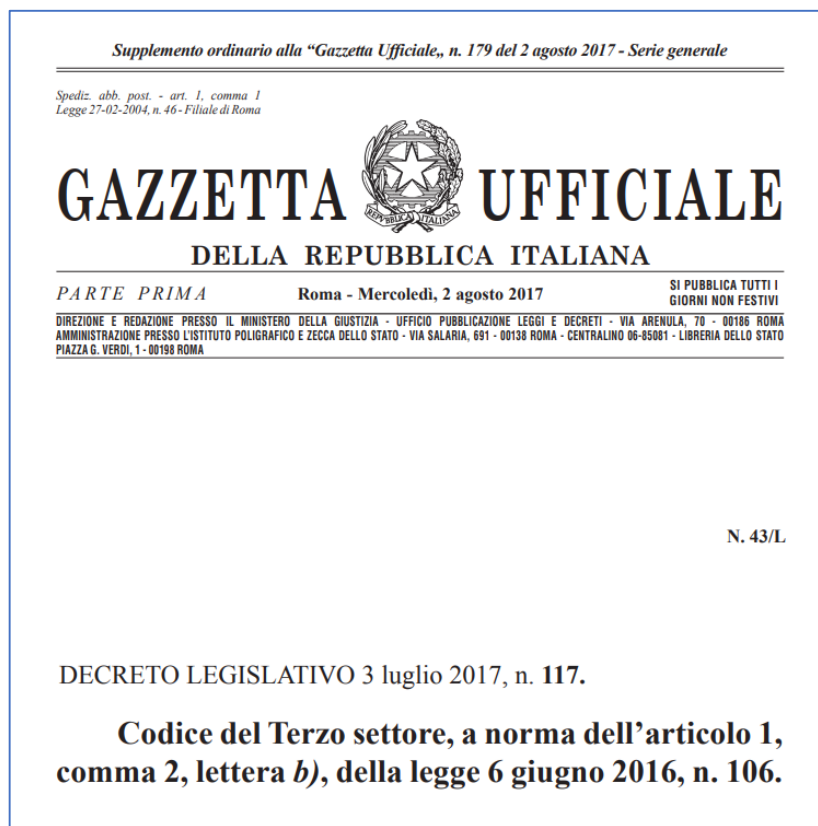 Supplemento ordinario alla “Gazzetta Ufficiale„ n. 179 del 2 agosto 2017 - Serie generale
Spediz. abb. post. - art. 1, comma 1
Legge 27-02-2004, n. 46 - Filiale di Roma
GAZZETTA UFFICIALE
REPVBBLICA ITALIANA
DELLA REPUBBLICA ITALIANA
PARTE PRIMA
Roma - Mercoledì, 2 agosto 2017
SI PUBBLICA TUTTI I
GIORNI NON FESTIVI
DIREZIONE E REDAZIONE PRESSO IL MINISTERO DELLA GIUSTIZIA - UFFICIO PUBBLICAZIONE LEGGI E DECRETI - VIA ARENULA, 70 - 00186 ROMA
AMMINISTRAZIONE PRESSO L'ISTITUTO POLIGRAFICO E ZECCA DELLO STATO - VIA SALARIA, 691 - 00138 ROMA - CENTRALINO 06-85081 - LIBRERIA DELLO STATO
PIAZZA G. VERDI, 1 - 00198 ROMA
N. 43/L
DECRETO LEGISLATIVO 3 luglio 2017, n. 117.
Codice del Terzo settore, a norma dell’articolo 1,
comma 2, lettera b), della legge 6 giugno 2016, n. 106.